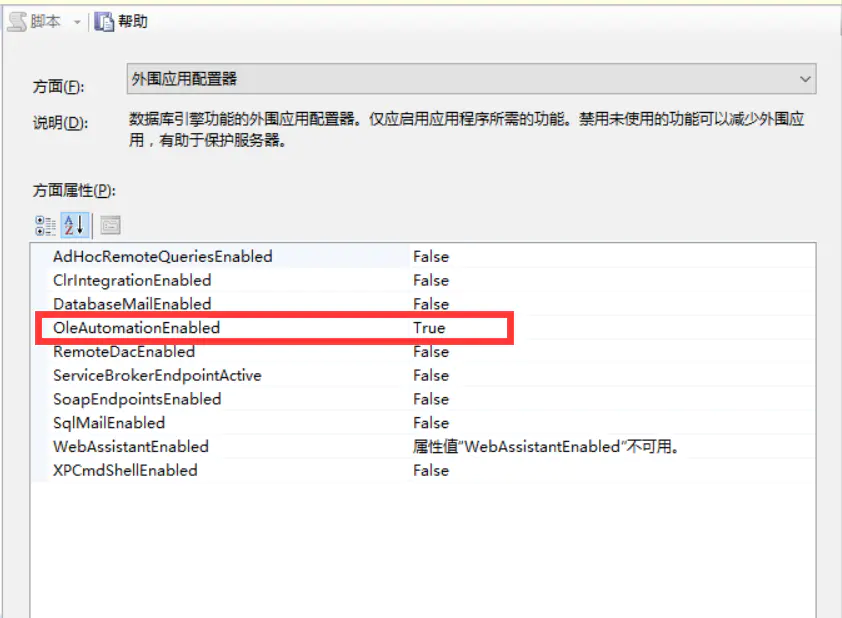 脚本 帮助
方面(F): 外围应用配置器
说明(D): 数据库引擎功能的外围应用配置器。仅应启用应用程序所需的功能。禁用未使用的功能可以减少外围应
用，有助于保护服务器。
方面属性(P):
AdHocRemoteQueriesEnabled False
ClrIntegrationEnabled False
DatabaseMailEnabled False
OleAutomationEnabled True
RemoteDacEnabled False
ServiceBrokerEndpointActive False
SoapEndpointsEnabled False
SqlMailEnabled False
WebAssistantEnabled 属性值"WebAssistantEnabled"不可用。
XPCmdShellEnabled False